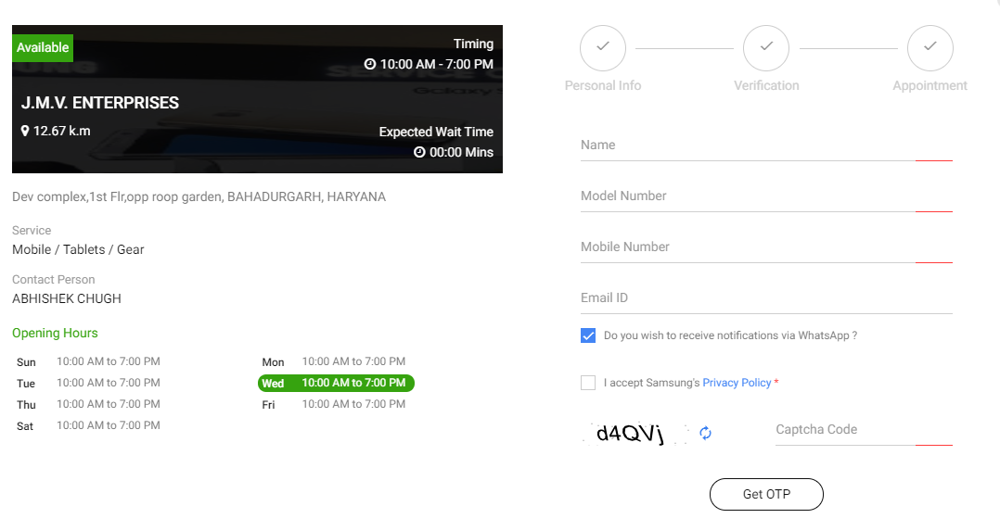 Available
Timing
10:00 AM - 7:00 PM
J.M.V. ENTERPRISES
12.67 k.m
Expected Wait Time
00:00 Mins
Dev complex,1st Flr,opp roop garden, BAHADURGARH, HARYANA
Service
Mobile / Tablets / Gear
Contact Person
ABHISHEK CHUGH
Opening Hours
Sun 10:00 AM to 7:00 PM Mon 10:00 AM to 7:00 PM
Tue 10:00 AM to 7:00 PM Wed 10:00 AM to 7:00 PM
Thu 10:00 AM to 7:00 PM Fri 10:00 AM to 7:00 PM
Sat 10:00 AM to 7:00 PM
Personal Info Verification Appointment
Name
Model Number
Mobile Number
Email ID
Do you wish to receive notifications via WhatsApp ?
I accept Samsung's Privacy Policy *
d4QVj
Captcha Code
Get OTP